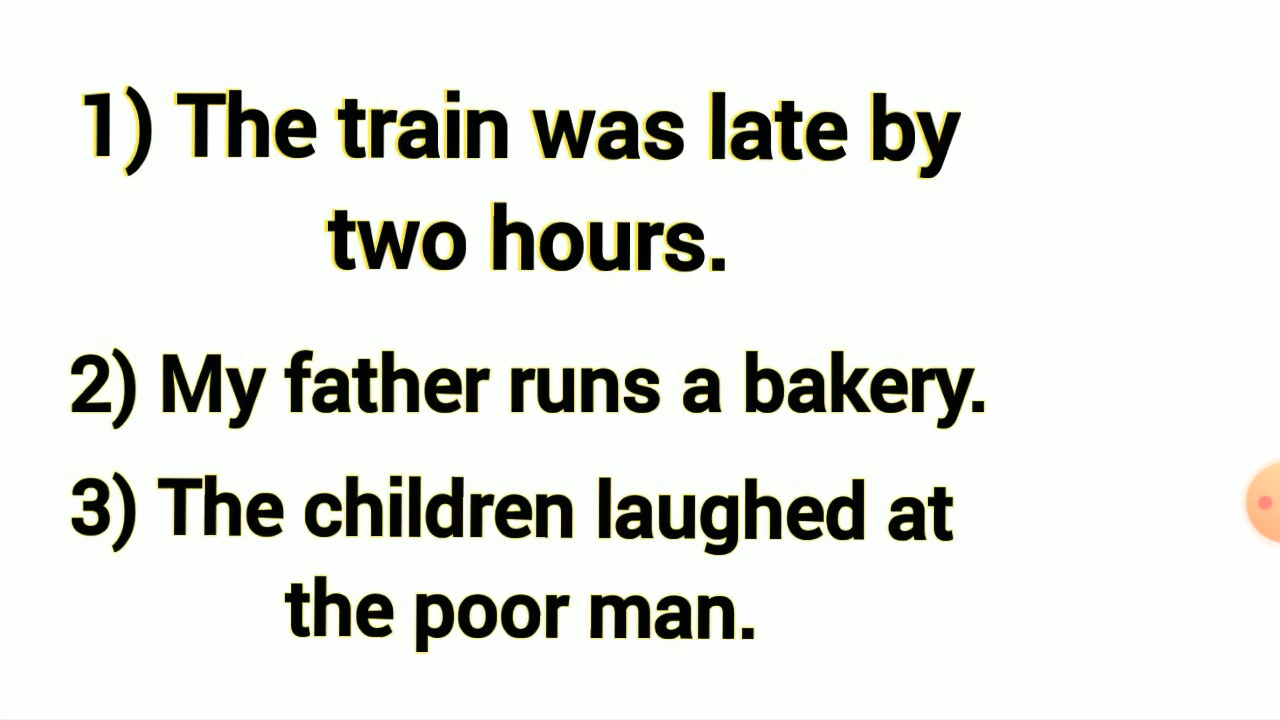 1) The train was late by
two hours.
2) My father runs a bakery.
3) The children laughed at
the poor man.